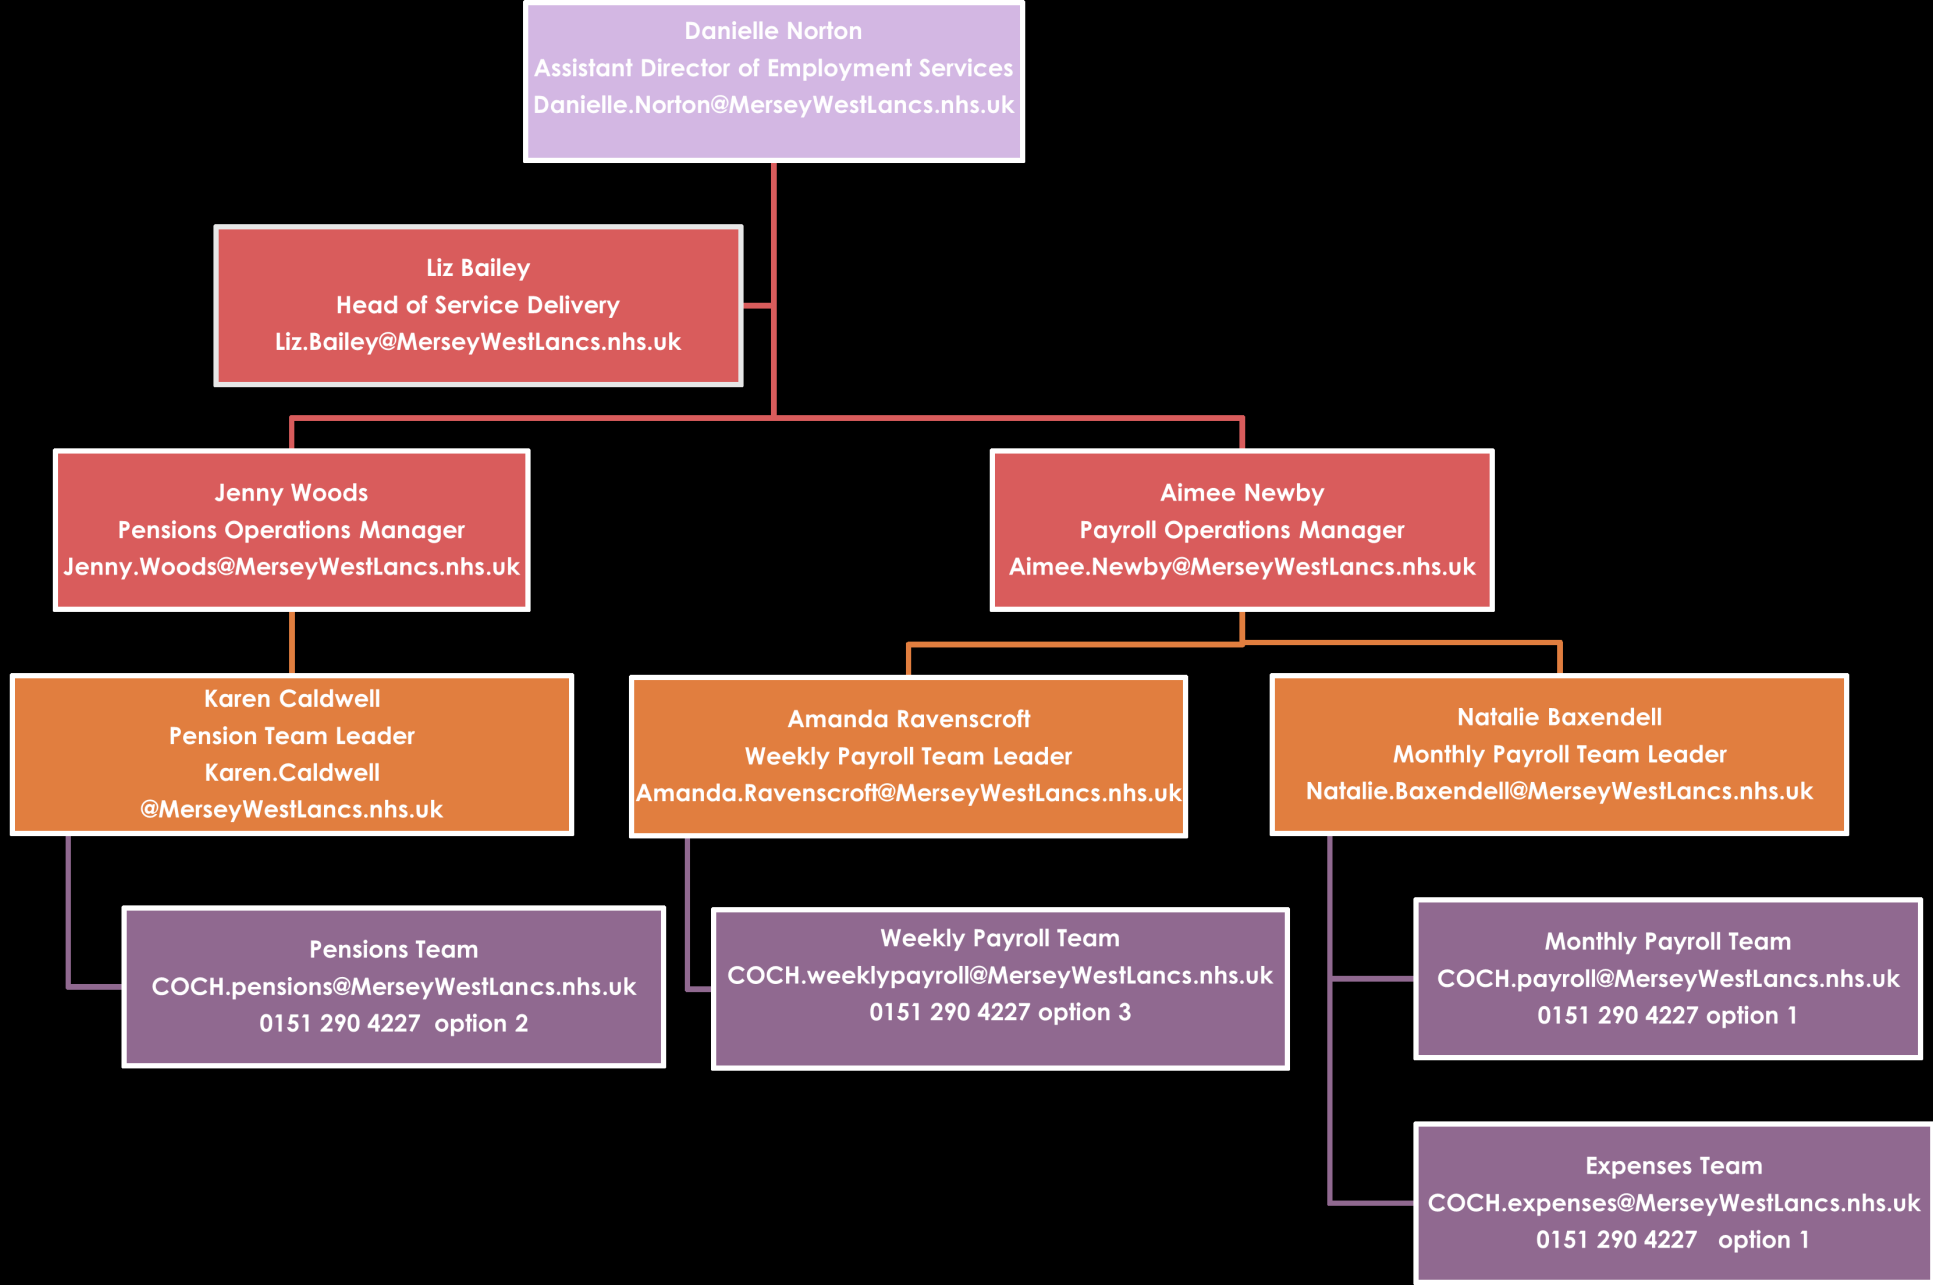 Danielle Norton
Assistant Director of Employment Services
Danielle.Norton@MerseyWestLancs.nhs.uk
Liz Bailey
Head of Service Delivery
Liz.Bailey@MerseyWestLancs.nhs.uk
Jenny Woods
Pensions Operations Manager
Jenny.Woods@MerseyWestLancs.nhs.uk
Aimee Newby
Payroll Operations Manager
Aimee.Newby@MerseyWestLancs.nhs.uk
Karen Caldwell
Pension Team Leader
Karen.Caldwell
@MerseyWestLancs.nhs.uk
Amanda Ravenscroft
Weekly Payroll Team Leader
Amanda.Ravenscroft@MerseyWestLancs.nhs.uk
Natalie Baxendell
Monthly Payroll Team Leader
Natalie.Baxendell@MerseyWestLancs.nhs.uk
Pensions Team
COCH.pensions@MerseyWestLancs.nhs.uk
0151 290 4227  option 2
Weekly Payroll Team
COCH.weeklypayroll@MerseyWestLancs.nhs.uk
0151 290 4227 option 3
Monthly Payroll Team
COCH.payroll@MerseyWestLancs.nhs.uk
0151 290 4227 option 1
Expenses Team
COCH.expenses@MerseyWestLancs.nhs.uk
0151 290 4227   option 1